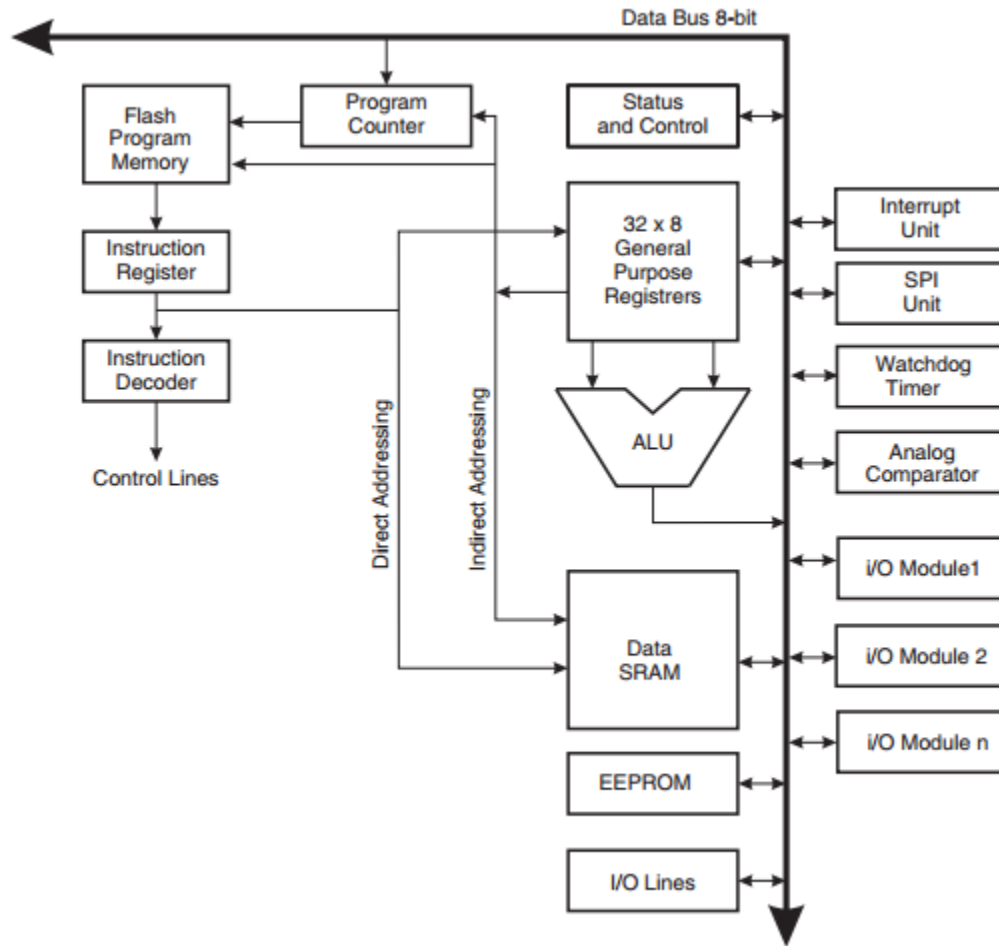 Data Bus 8-bit
Flash
Program
Memory
Program
Counter
Status
and Control
32 x 8
General
Purpose
Registrers
Interrupt
Unit
Instruction
Register
SPI
Unit
Instruction
Decoder
Watchdog
Timer
Control Lines
Direct Addressing
Indirect Addressing
ALU
Analog
Comparator
i/O Module1
Data
SRAM
i/O Module 2
i/O Module n
EEPROM
I/O Lines